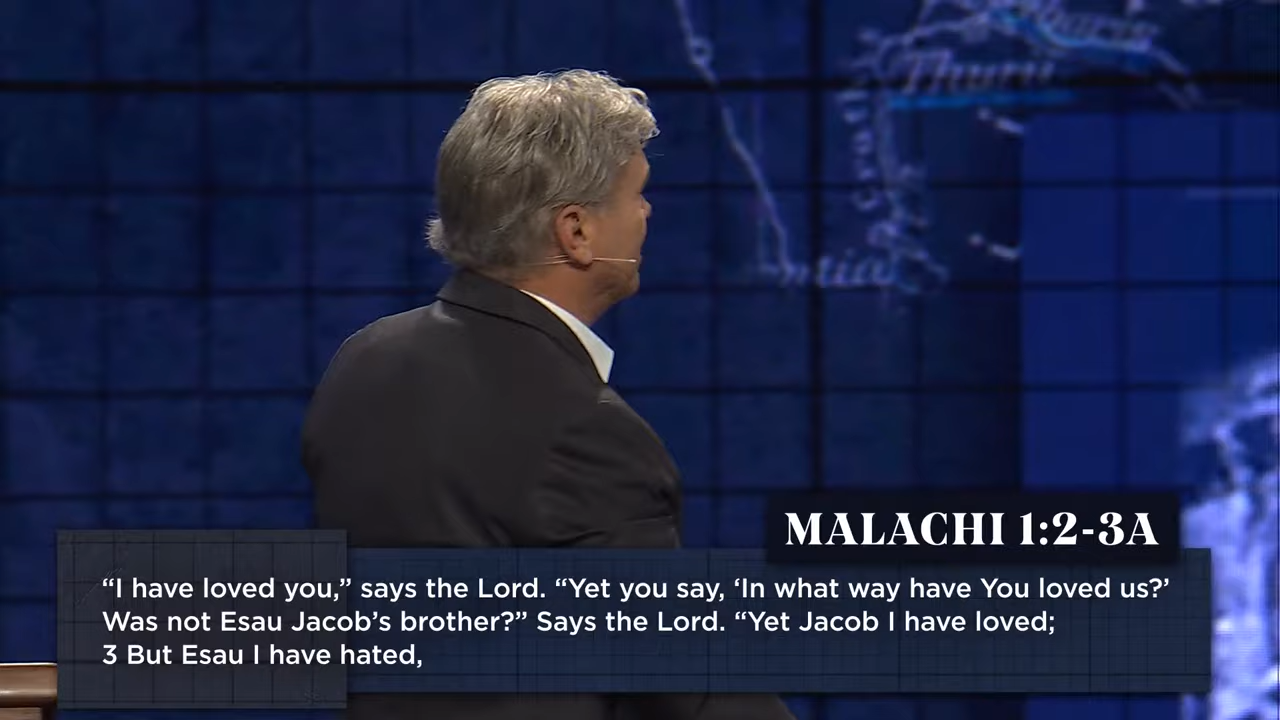 Thuru
MALACHI 1:2-3A
“I have loved you,” says the Lord. “Yet you say, ‘In what way have You loved us?’
Was not Esau Jacob’s brother?” Says the Lord. “Yet Jacob I have loved;
3 But Esau I have hated,